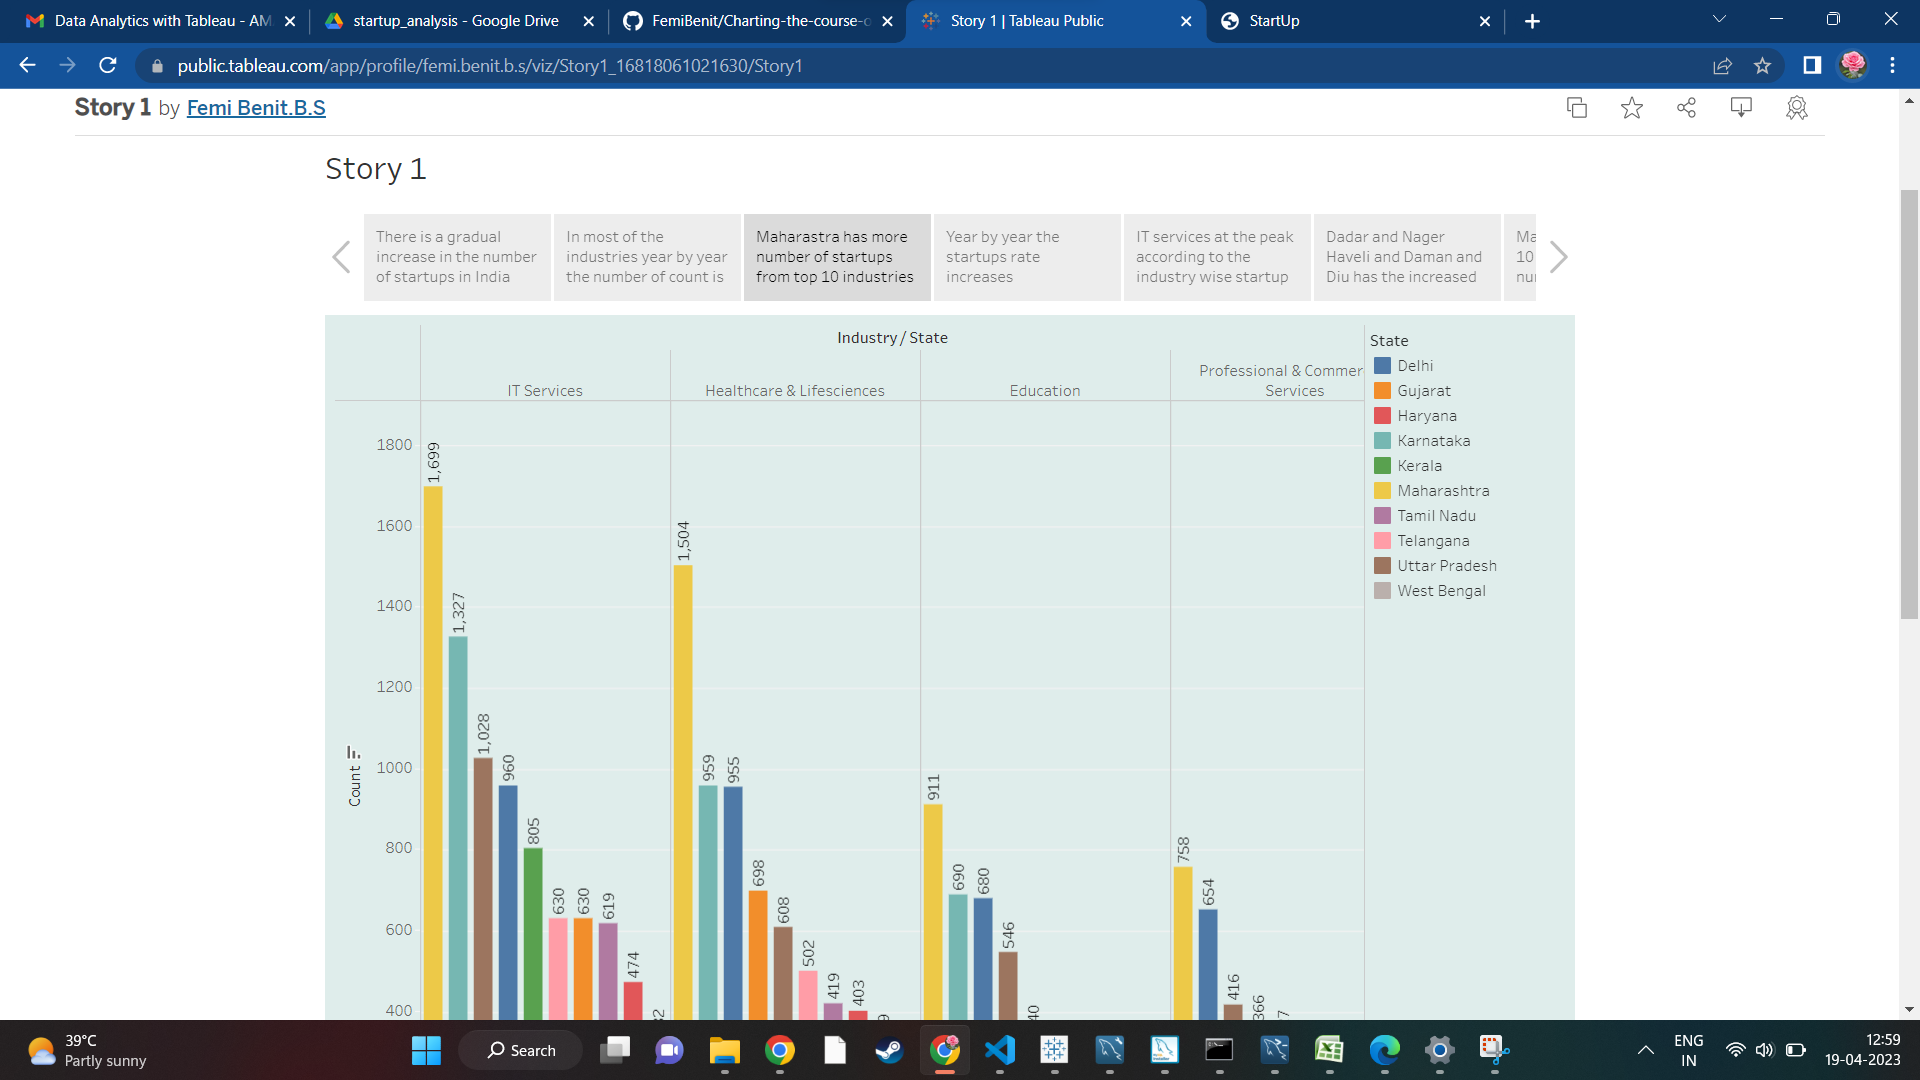 Data Analytics with Tableau - AM
startup_analysis - Google Drive
FemiBenit/Charting-the-course-o
Story 1 | Tableau Public
StartUp
public.tableau.com/app/profile/femi.benit.b.s/viz/Story1_16818061021630/Story1
Story 1 by Femi Benit.B.S
Story 1
There is a gradual
increase in the number
of startups in India
In most of the
industries year by year
the number of count is
Maharastra has more
number of startups
from top 10 industries
Year by year the
startups rate
increases
IT services at the peak
according to the
industry wise startup
Dadar and Nager
Haveli and Daman and
Diu has the increased
Ma
10
nu
Industry / State
IT Services
Healthcare & Lifesciences
Education
Professional & Commer
Services
State
Delhi
Gujarat
Haryana
Karnataka
Kerala
Maharashtra
Tamil Nadu
Telangana
Uttar Pradesh
West Bengal
Count
1800
1600
1400
1200
1000
800
600
400
1,699
1,327
1,028
960
805
630
630
619
474
1,504
959
955
698
608
502
419
403
911
690
680
546
40
758
654
416
366
39°C
Partly sunny
Search
ENG
IN
12:59
19-04-2023